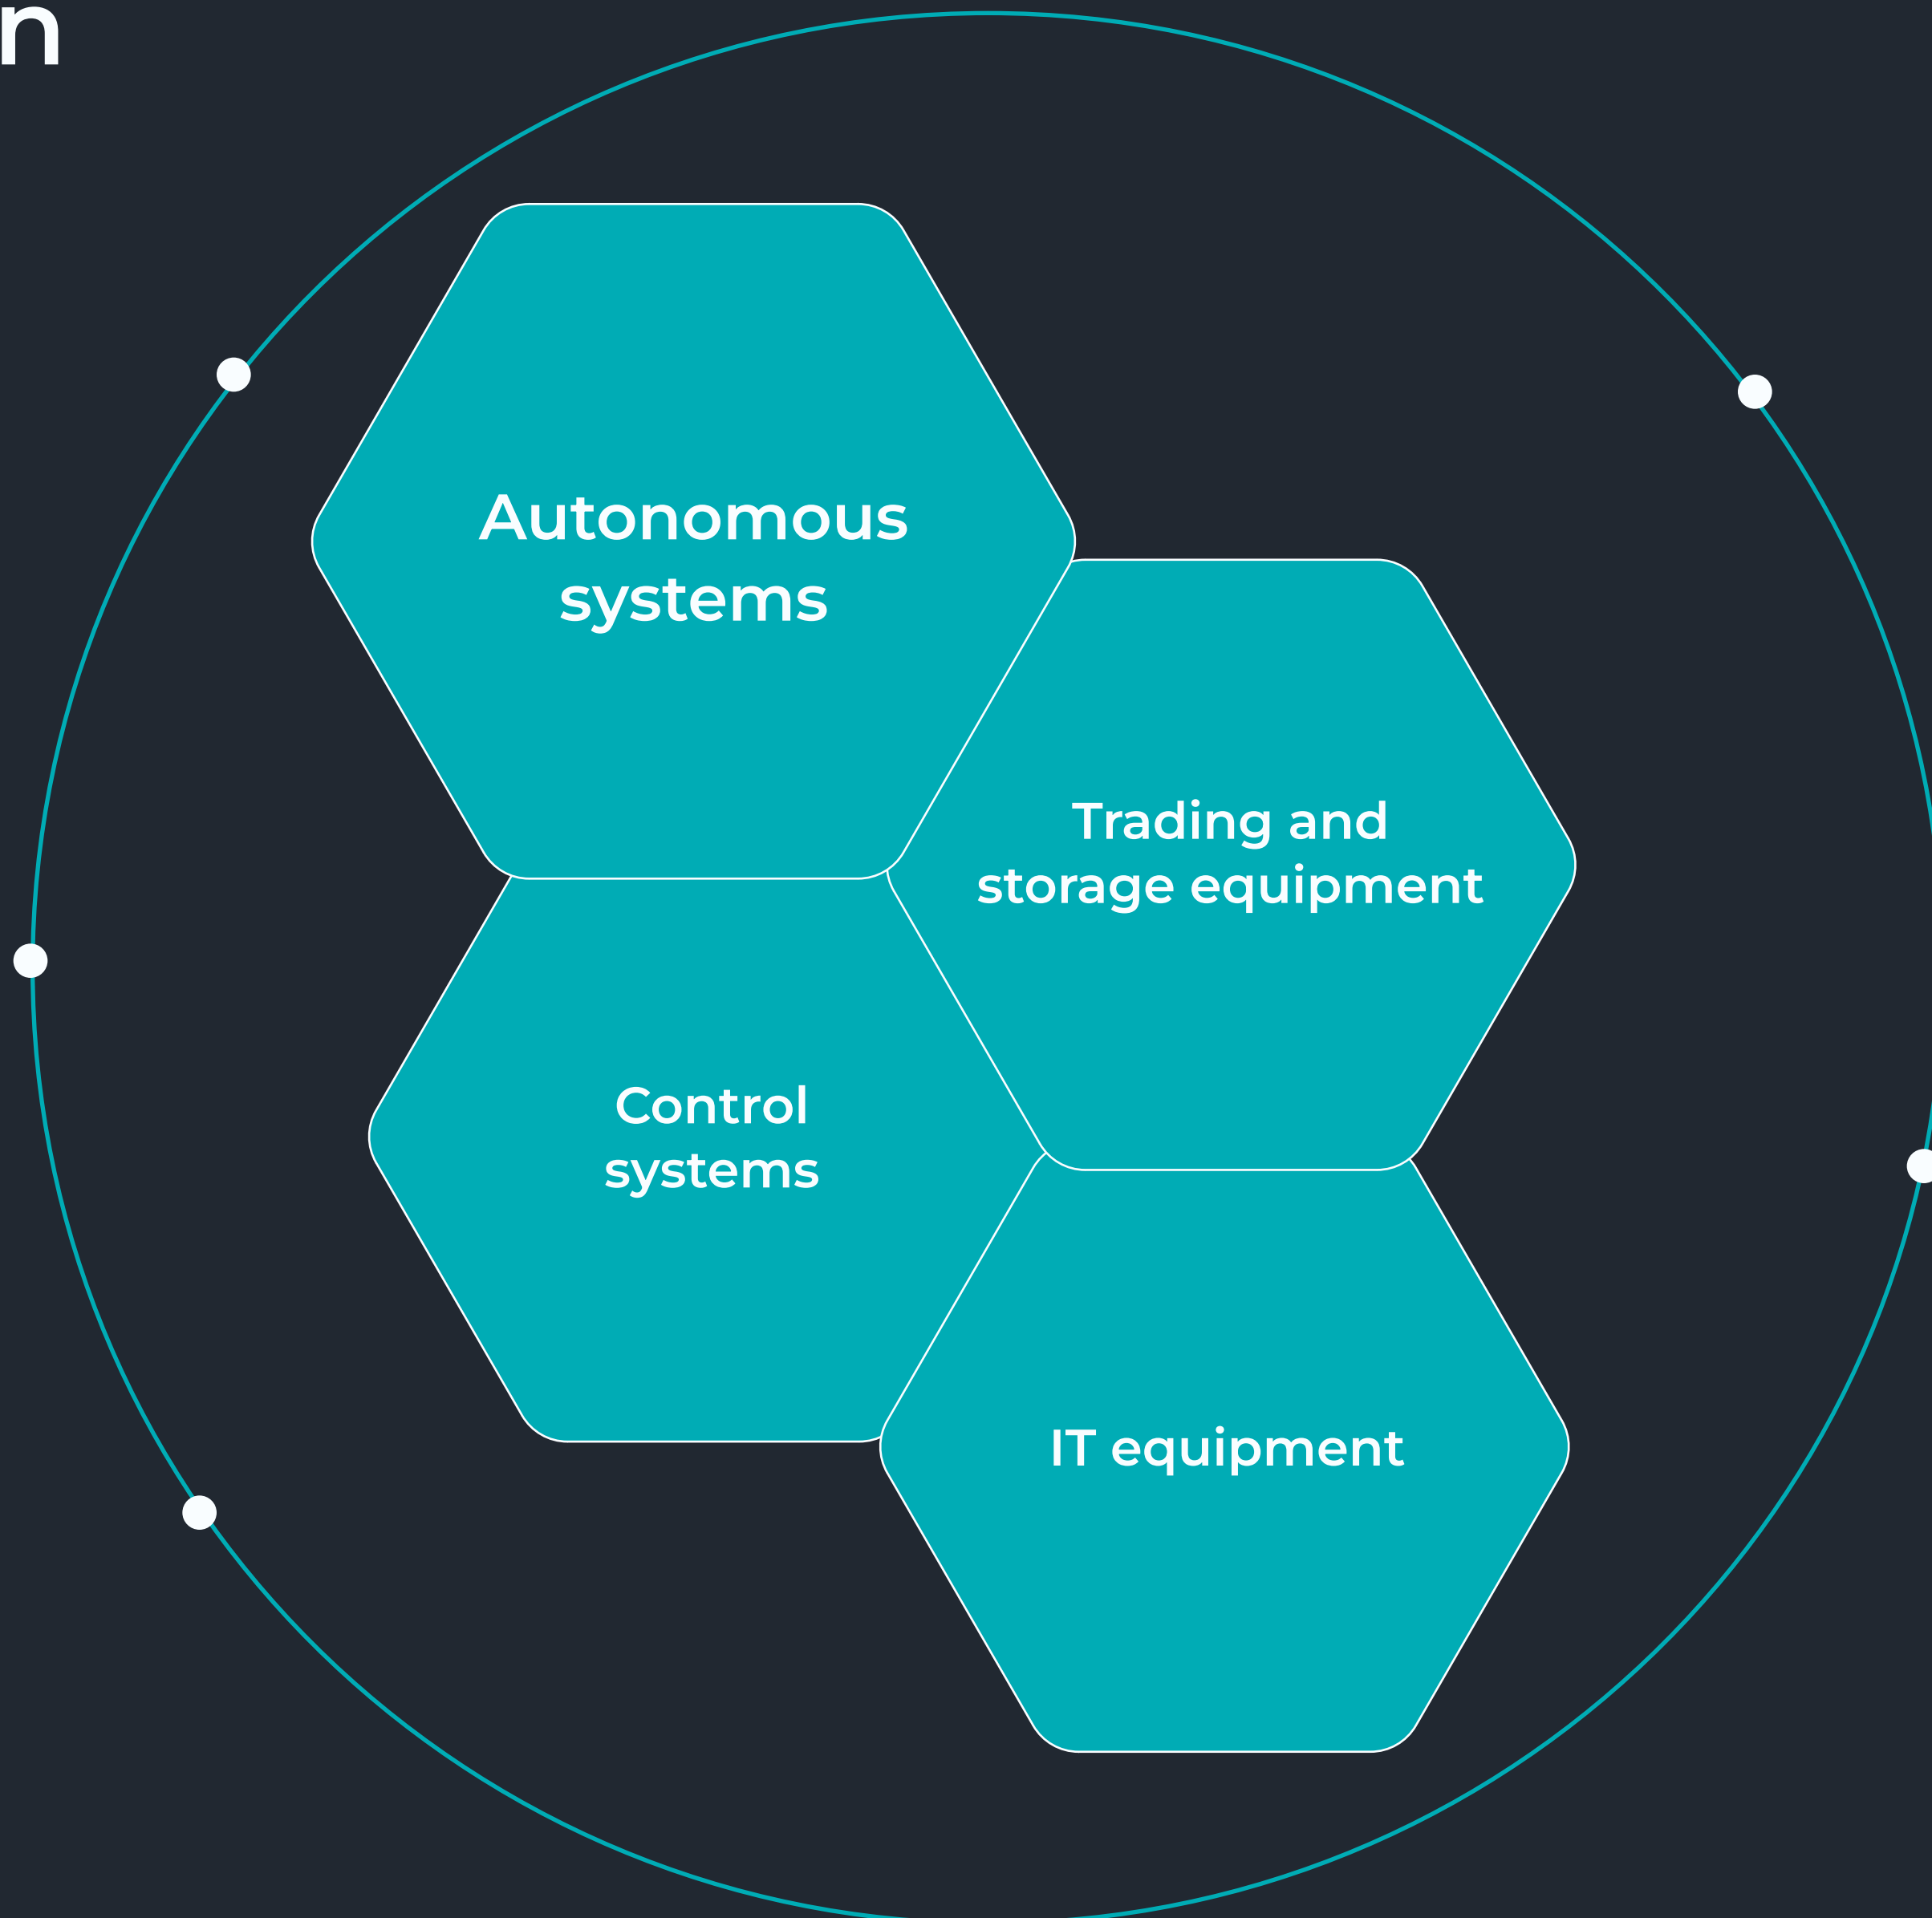 n
Autonomous
systems
Trading and
storage equipment
Control
systems
IT equipment